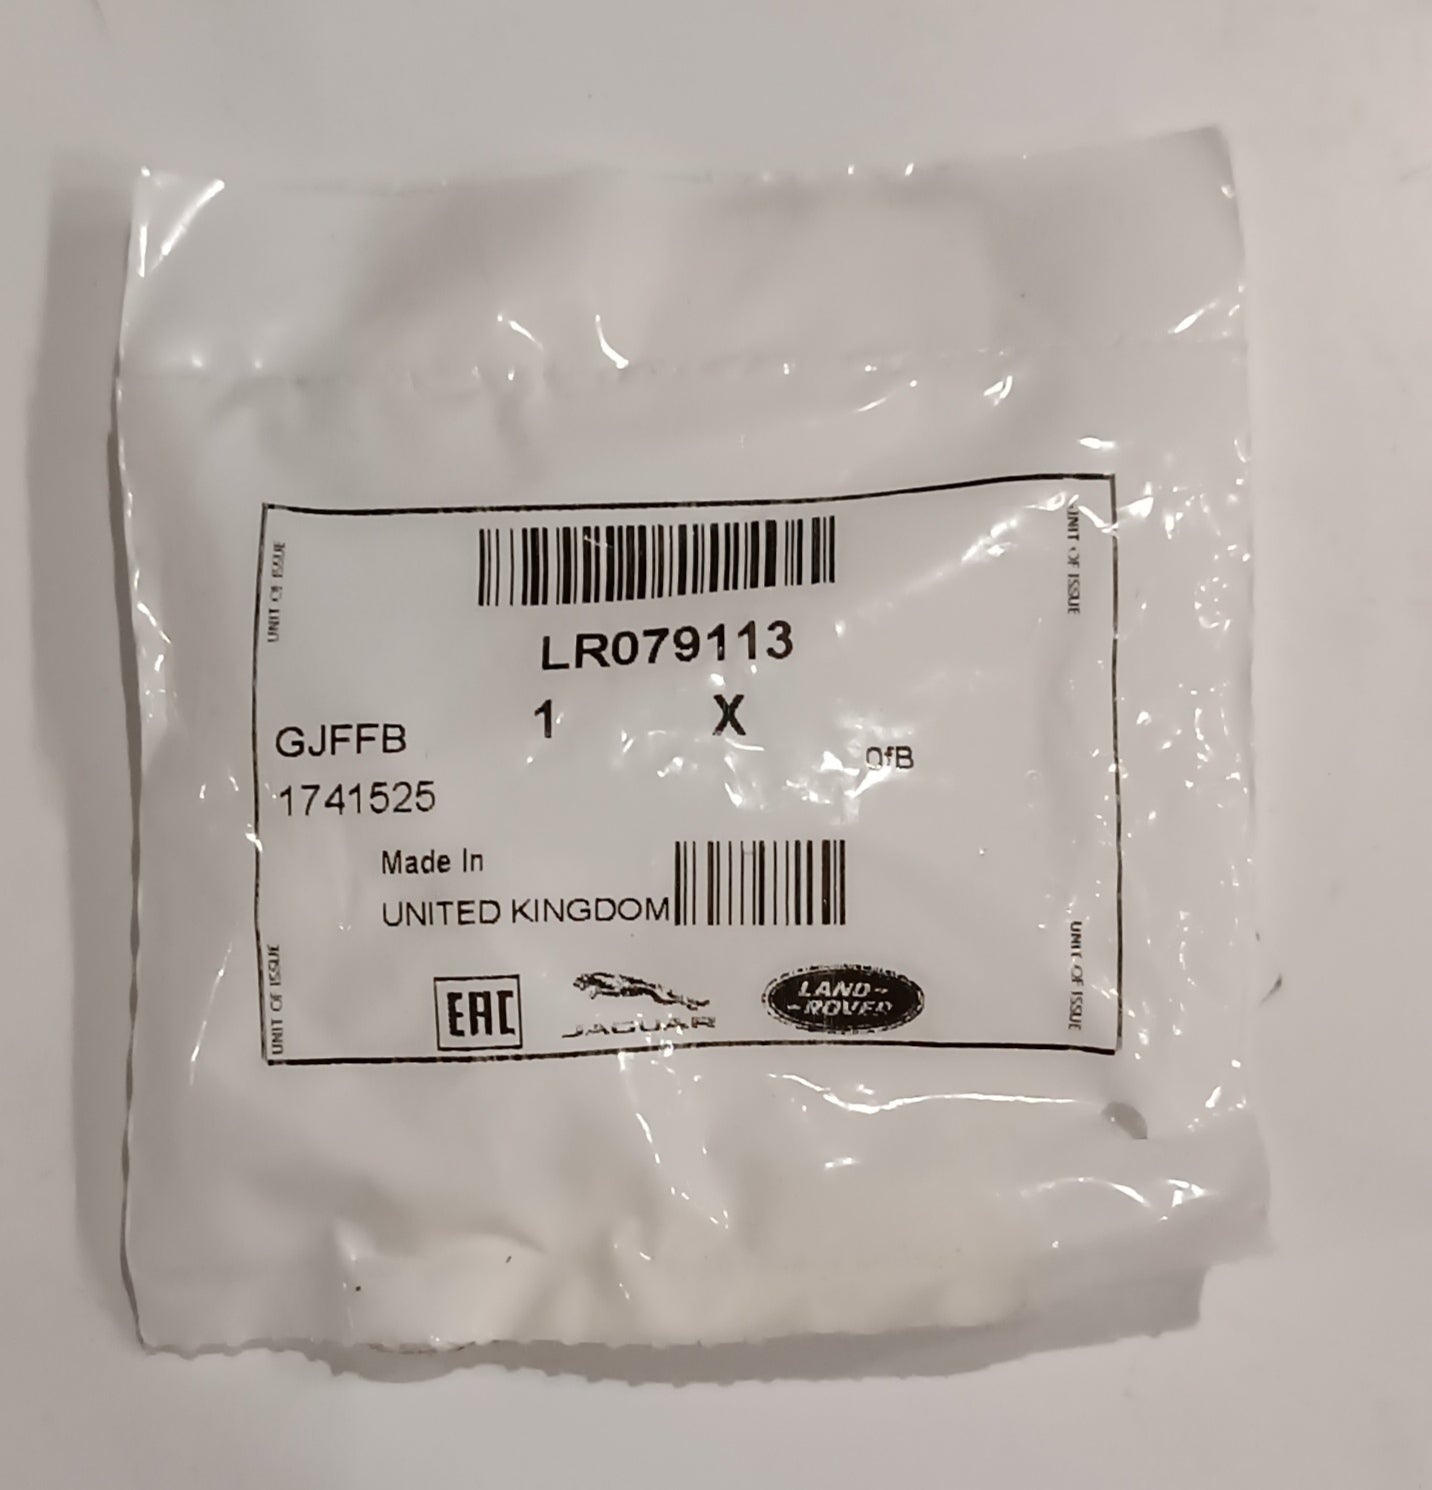 UNIT OF ISSUE
UNIT OF ISSUE
LR079113
1 X
GJFFB
OfB
1741525
Made In
UNITED KINGDOM
UNIT OF ISSUE
UNIT OF ISSUE
EAC
JAGUAR
LAND-
-ROVER